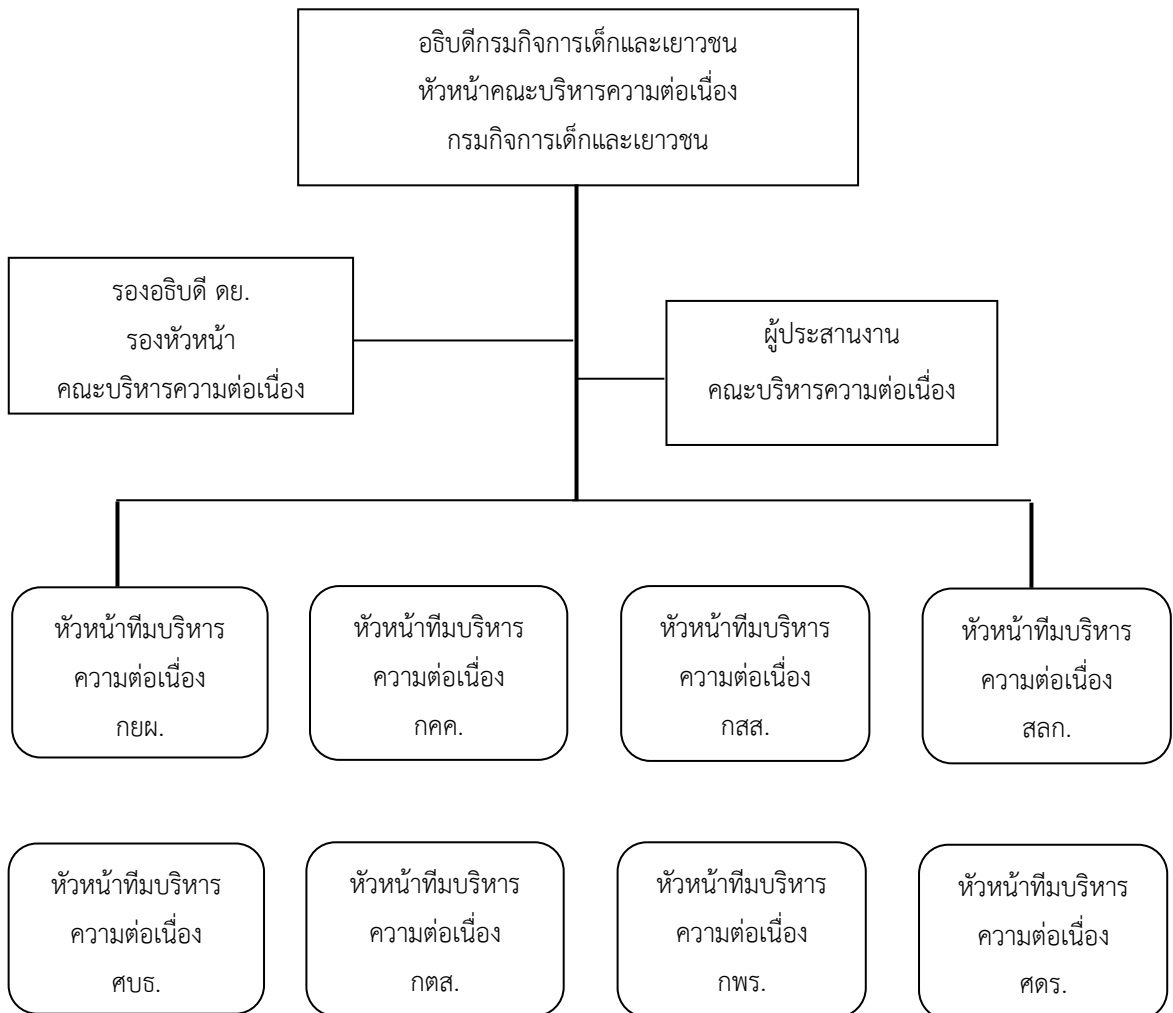 อธิบดีกรมกิจการเด็กและเยาวชน
หัวหน้าคณะบริหารความต่อเนื่อง
กรมกิจการเด็กและเยาวชน
รองอธิบดี ดย.
รองหัวหน้า
คณะบริหารความต่อเนื่อง
ผู้ประสานงาน
คณะบริหารความต่อเนื่อง
หัวหน้าทีมบริหาร
ความต่อเนื่อง
กยผ.
หัวหน้าทีมบริหาร
ความต่อเนื่อง
กคค.
หัวหน้าทีมบริหาร
ความต่อเนื่อง
กสส.
หัวหน้าทีมบริหาร
ความต่อเนื่อง
สลก.
หัวหน้าทีมบริหาร
ความต่อเนื่อง
ศบธ.
หัวหน้าทีมบริหาร
ความต่อเนื่อง
กตส.
หัวหน้าทีมบริหาร
ความต่อเนื่อง
กพร.
หัวหน้าทีมบริหาร
ความต่อเนื่อง
ศดร.